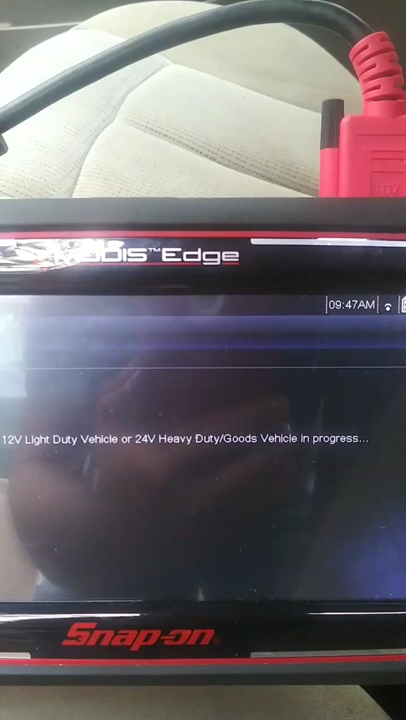 MODIS™ Edge
09:47AM
12V Light Duty Vehicle or 24V Heavy Duty/Goods Vehicle in progress...
Snap-on